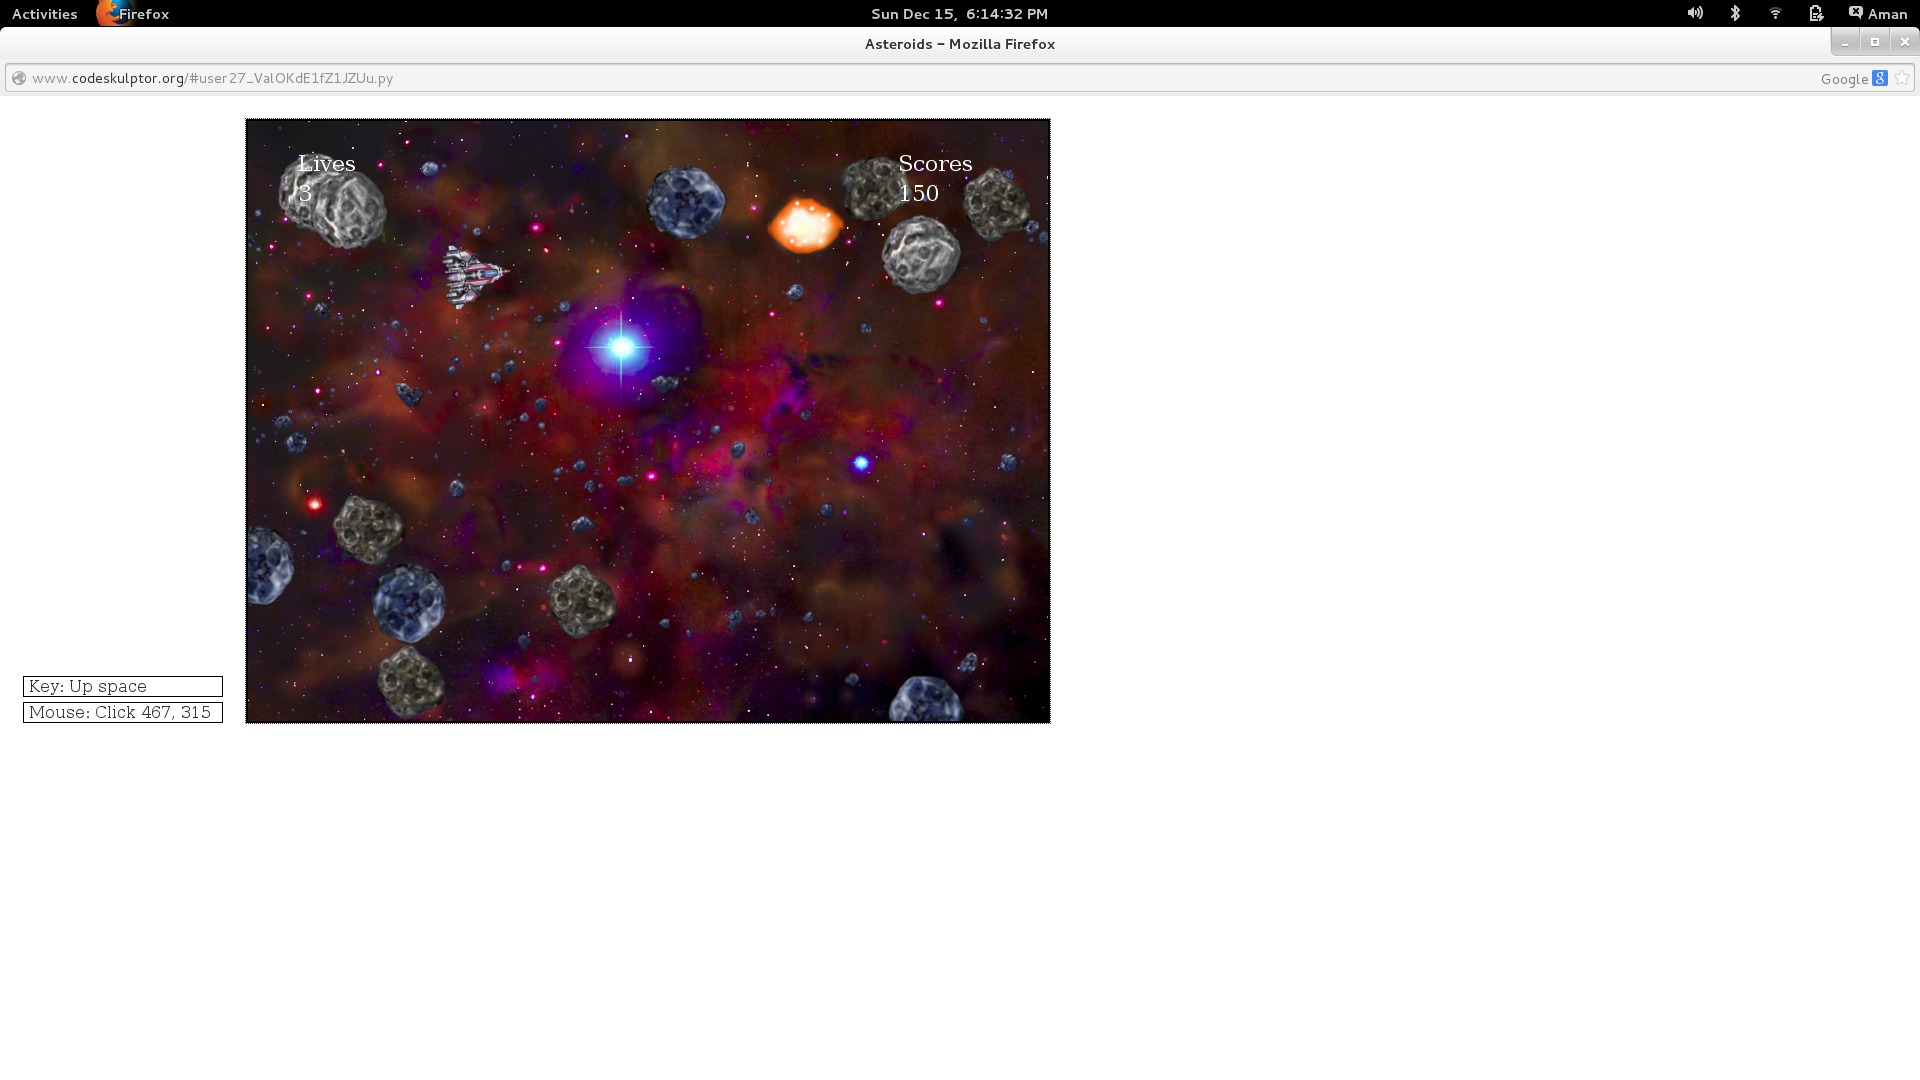 Activities Firefox Sun Dec 15, 6:14:32 PM Aman
Asteroids - Mozilla Firefox
www.codeskulptor.org/#user27_ValOKdE1fZ1JZUu.py Google g
Lives Scores
3 150
Key: Up space
Mouse: Click 467, 315